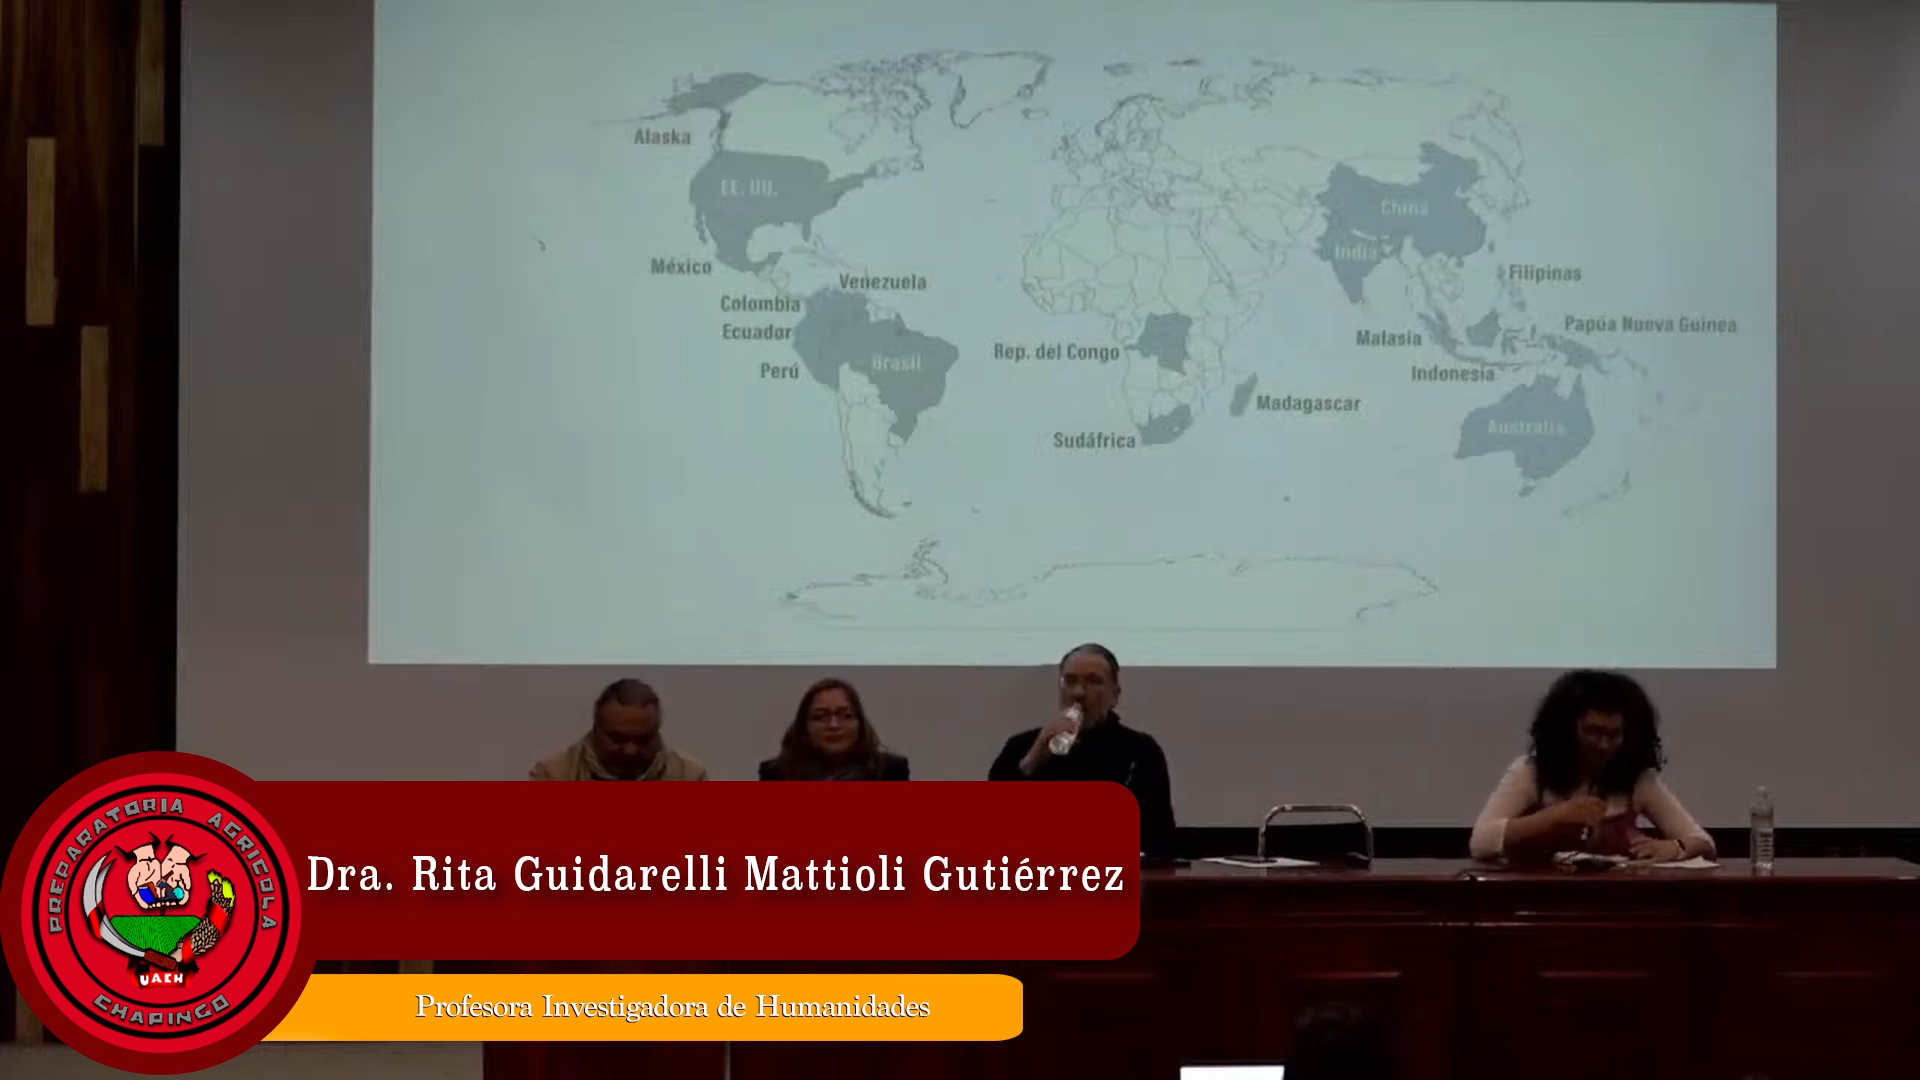 Alaska
EE. UU.
México
Venezuela
Colombia
Ecuador
Perú
Brasil
Rep. del Congo
Sudáfrica
Madagascar
China
India
Filipinas
Malasia
Papúa Nueva Guinea
Indonesia
Australia
PREPARATORIA AGRICOLA
UACH
CHAPINGO
Dra. Rita Guidarelli Mattioli Gutiérrez
Profesora Investigadora de Humanidades